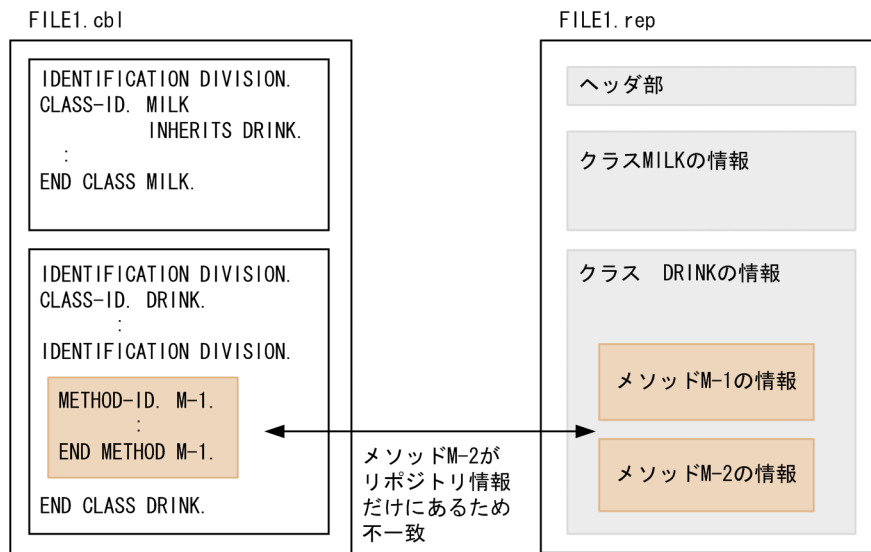 FILE1.cbl
IDENTIFICATION DIVISION.
CLASS-ID. MILK
INHERITS DRINK.
:
END CLASS MILK.
IDENTIFICATION DIVISION.
CLASS-ID. DRINK.
:
IDENTIFICATION DIVISION.
METHOD-ID. M-1.
:
END METHOD M-1.
END CLASS DRINK.
メソッドM-2が
リポジトリ情報
だけにあるため
不一致
FILE1.rep
ヘッダ部
クラスMILKの情報
クラス　DRINKの情報
メソッドM-1の情報
メソッドM-2の情報